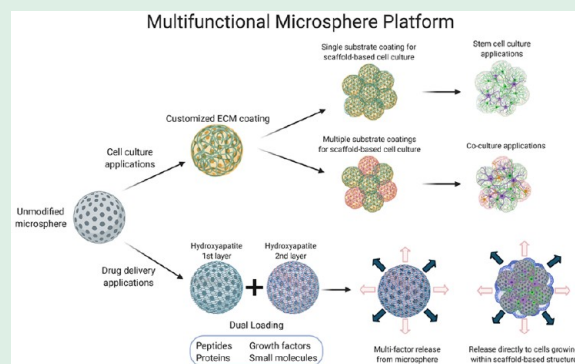 Multifunctional Microsphere Platform
Single substrate coating for
scaffold-based cell culture
Stem cell culture
applications
Customized ECM coating
Cell culture
applications
Multiple substrate coatings
for scaffold-based cell culture
Co-culture applications
Unmodified
microsphere
Drug delivery
applications
Hydroxyapatite
1st layer
Hydroxyapatite
2nd layer
+
Dual Loading
Peptides
Proteins
Growth factors
Small molecules
Multi-factor release
from microsphere
Release directly to cells growin
within scaffold-based structur